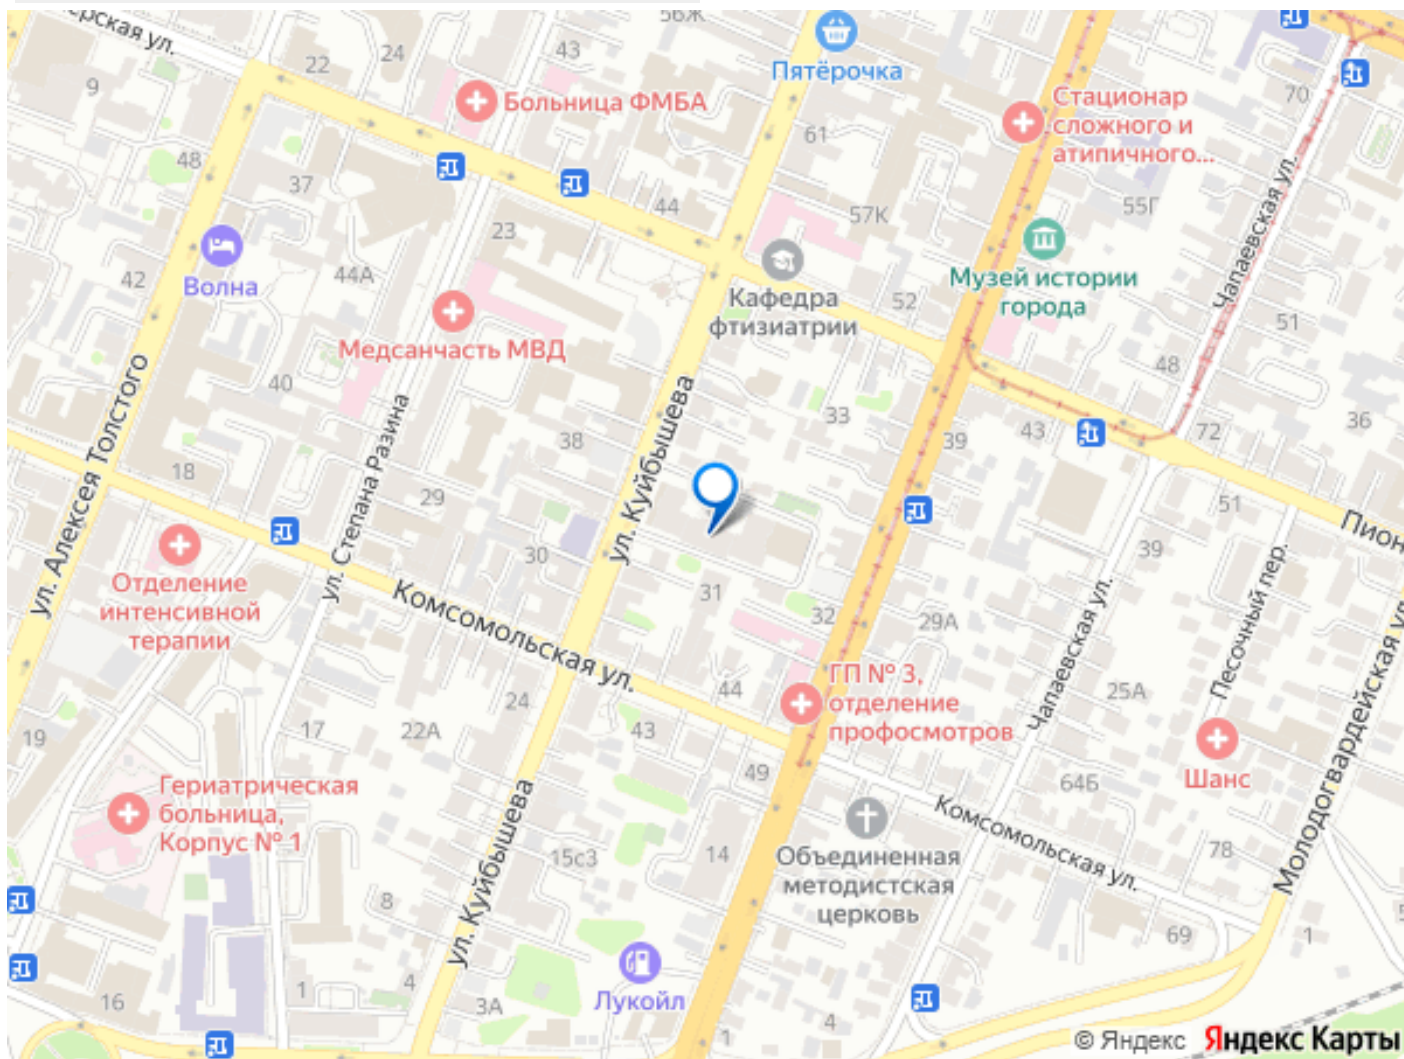 ерская ул.
56Ж
43
24
22
9
Больница ФМБА
Пятёрочка
61
Стационар
сложного и
атипичного...
70
48
37
44
57К
55Г
Чапаевская ул.
23
Волна
42
44А
Кафедра
фтизиатрии
52
Музей истории
города
51
Медсанчасть МВД
40
48
33
39
43
72
36
38
ул. Куйбышева
ул. Алексея Толстого
18
ул. Степана Разина
29
51
Пион
39
30
Отделение
интенсивной
терапии
Комсомольская ул.
31
32
29А
Песочный пер.
Чапаевская ул.
25А
Молодогвардейская ул
44
ГП № 3,
отделение
профосмотров
24
22А
17
19
43
49
Шанс
64Б
Гериатрическая
больница,
Корпус № 1
Комсомольская ул.
ул. Куйбышева
15с3
14
Объединенная
методистская
церковь
78
8
69
1
5
Лукойл
16
1
4
3А
1
4
© Яндекс Яндекс Карты